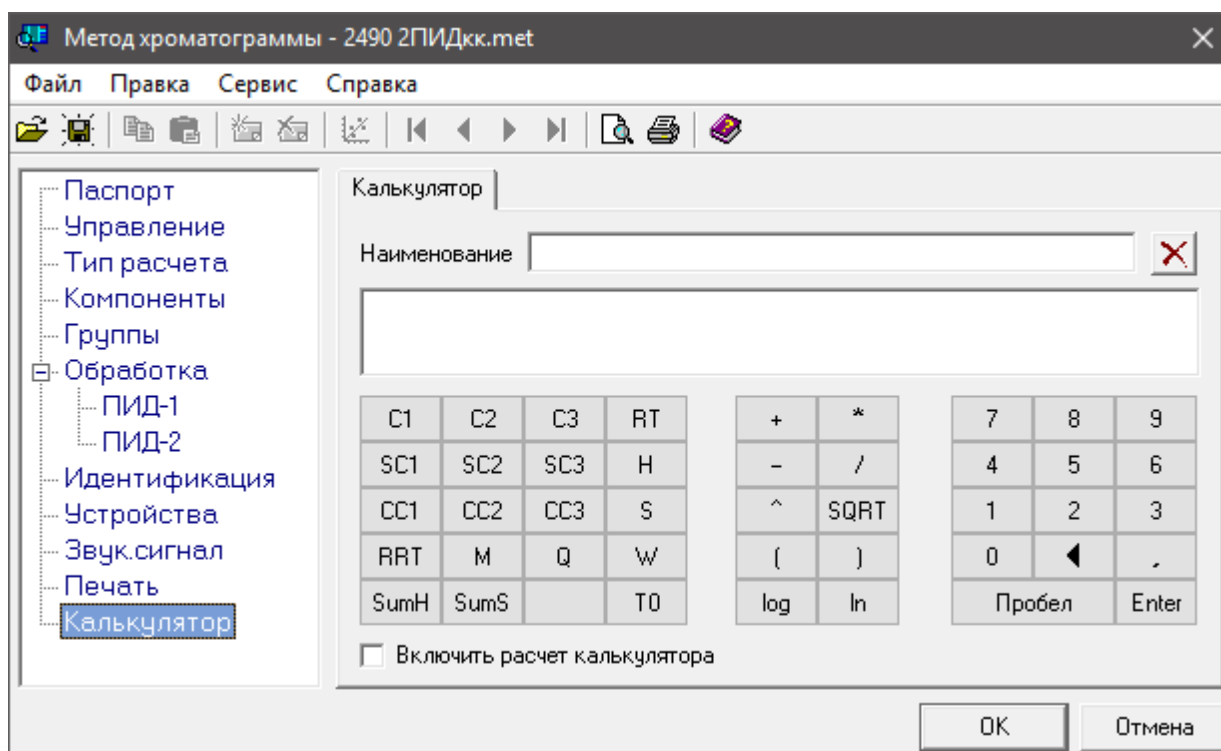 Метод хроматограммы - 2490 2ПИДкк.met
Файл Правка Сервис Справка
Паспорт
Управление
Тип расчета
Компоненты
Группы
Обработка
ПИД-1
ПИД-2
Идентификация
Устройства
Звук.сигнал
Печать
Калькулятор
Калькулятор
Наименование
C1 C2 C3 RT + * 7 8 9
SC1 SC2 SC3 H - / 4 5 6
CC1 CC2 CC3 S ^ SQRT 1 2 3
RRT M Q W ( ) 0 ,
SumH SumS T0 log ln Пробел Enter
Включить расчет калькулятора
OK Отмена